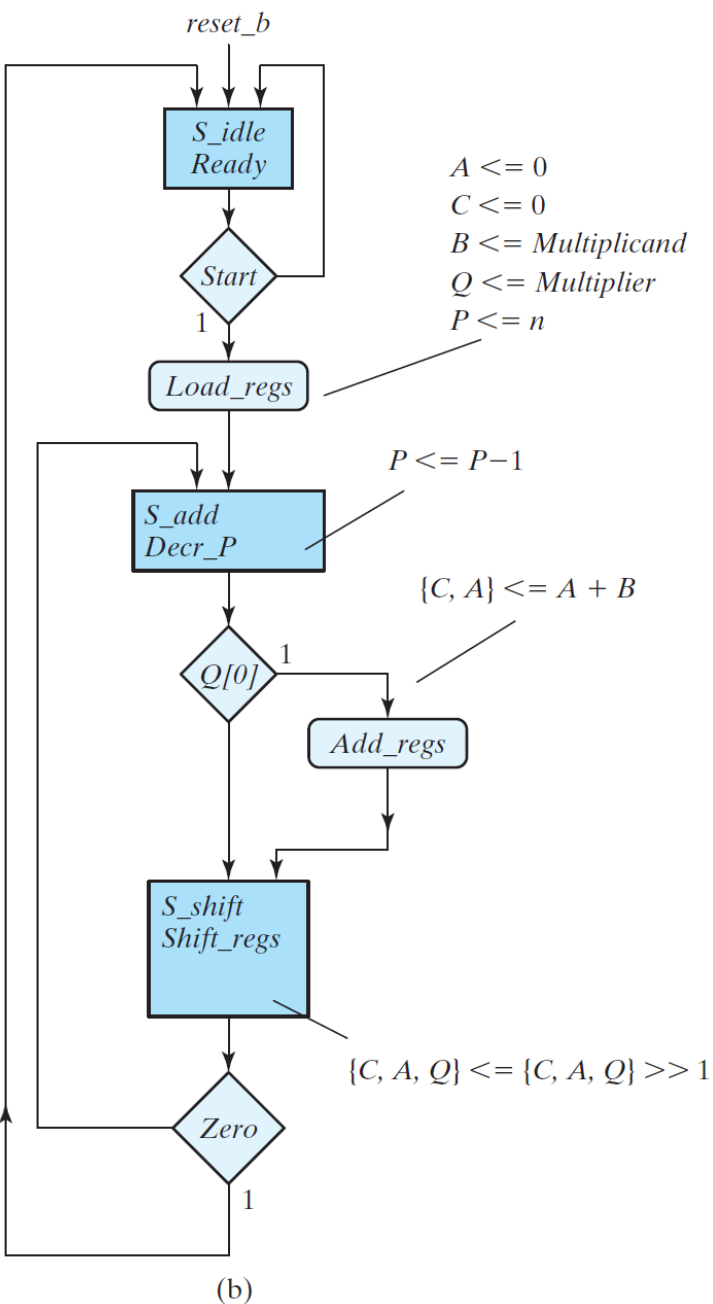 reset_b
S_idle
Ready
A <= 0
C <= 0
B <= Multiplicand
Q <= Multiplier
P <= n
Start
1
Load_regs
P <= P−1
S_add
Decr_P
{C, A} <= A + B
Q[0]
1
Add_regs
S_shift
Shift_regs
{C, A, Q} <= {C, A, Q} >> 1
Zero
1
(b)